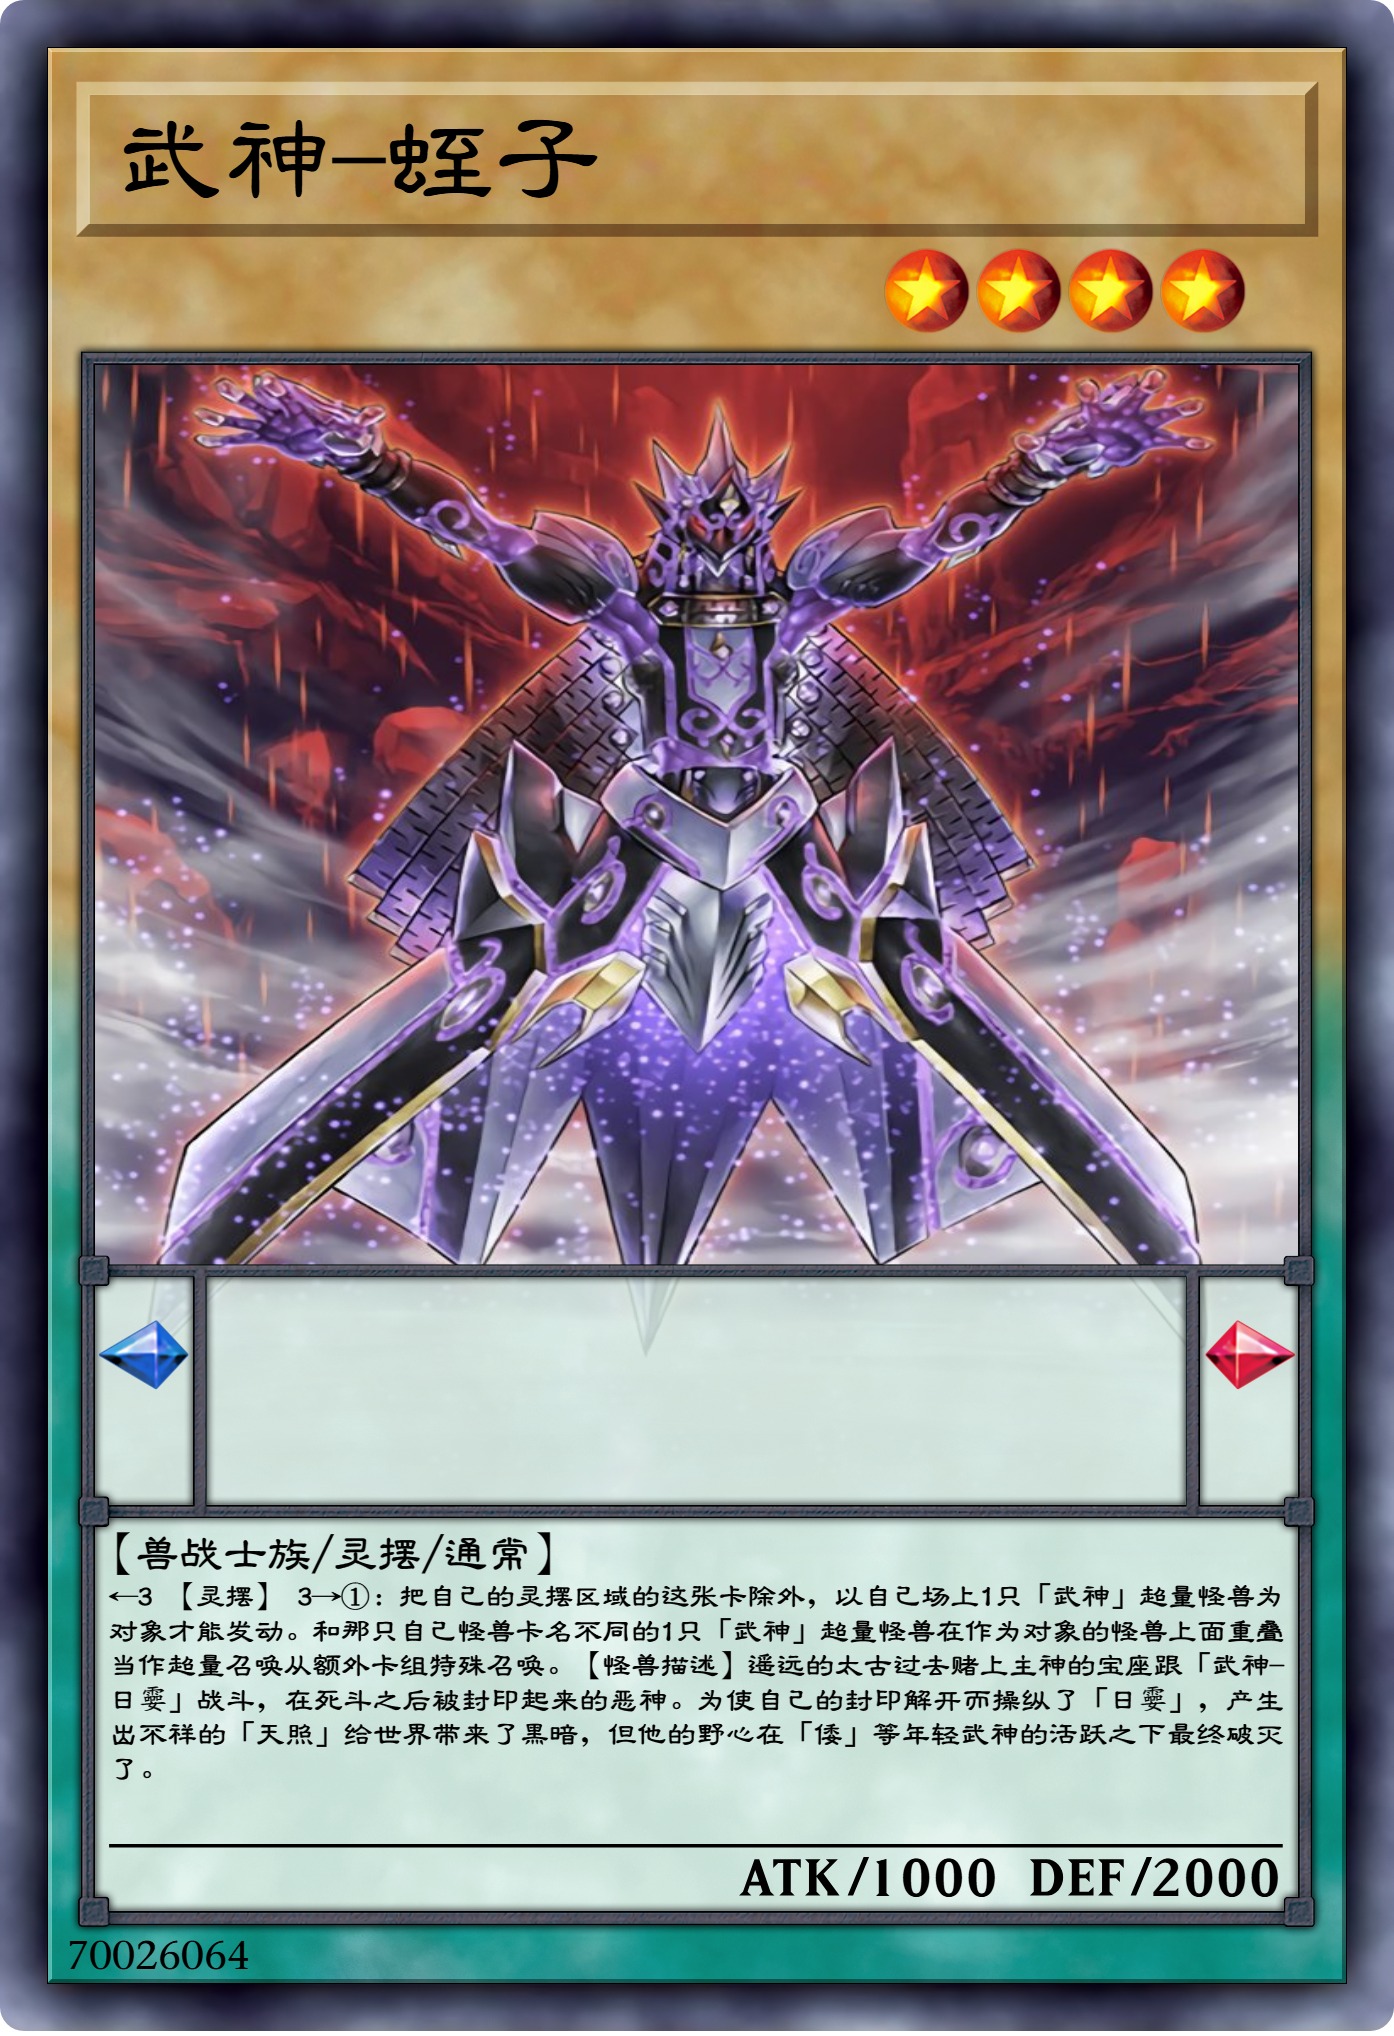 武神-蛭子
【兽战士族/灵摆/通常】
←3 【灵摆】 3→①：把自己的灵摆区域的这张卡除外，以自己场上1只「武神」超量怪兽为
对象才能发动。和那只自己怪兽卡名不同的1只「武神」超量怪兽在作为对象的怪兽上面重叠
当作超量召唤从额外卡组特殊召唤。【怪兽描述】遥远的太古过去赌上主神的宝座跟「武神-
日孁」战斗，在死斗之后被封印起来的恶神。为使自己的封印解开而操纵了「日孁」，产生
出不祥的「天照」给世界带来了黑暗，但他的野心在「倭」等年轻武神的活跃之下最终破灭
了。
ATK/1000 DEF/2000
70026064